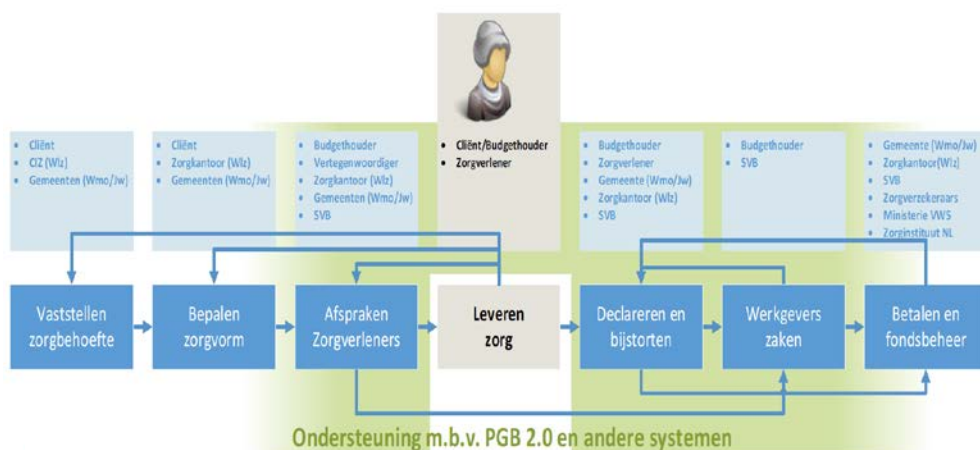 Cliënt
CIZ (Wlz)
Gemeenten (Wmo/Jw)
Cliënt
Zorgkantoor (Wlz)
Gemeenten (Wmo/Jw)
Budgethouder
Vertegenwoordiger
Zorgkantoor (Wlz)
Gemeenten (Wmo/Jw)
SVB
Cliënt/Budgethouder
Zorgverlener
Budgethouder
Zorgverlener
Gemeente (Wmo/Jw)
Zorgkantoor (Wlz)
SVB
Budgethouder
SVB
Gemeente (Wmo/Jw)
Zorgkantoor(Wlz)
SVB
Zorgverzekeraars
Ministerie VWS
Zorginstituut NL
Vaststellen
zorgbehoefte
Bepalen
zorgvorm
Afspraken
Zorgverleners
Leveren
zorg
Declareren en
bijstorten
Werkgevers
zaken
Betalen en
fondsbeheer
Ondersteuning m.b.v. PGB 2.0 en andere systemen